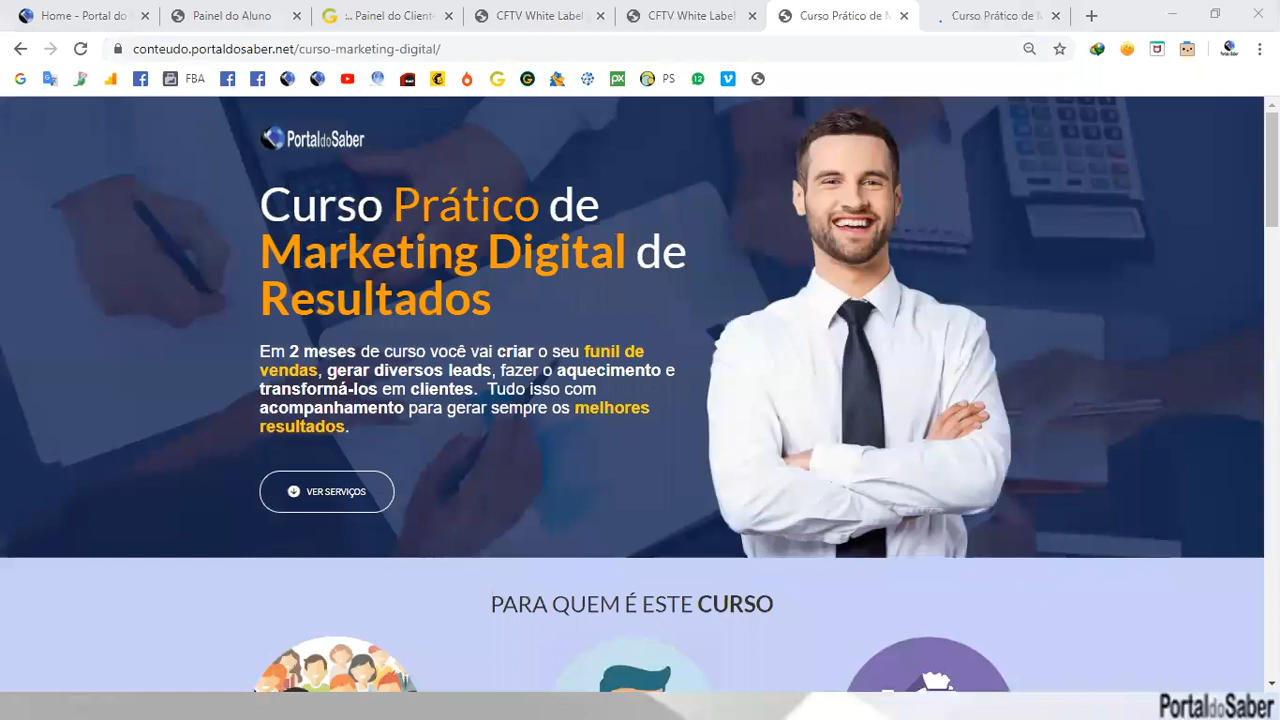 Home - Portal do
Painel do Aluno
:.. Painel do Client
CFTV White Label
CFTV White Label
Curso Prático de M
Curso Prático de M
conteudo.portaldosaber.net/curso-marketing-digital/
FBA
PS
12
PortaldoSaber
Curso Prático de
Marketing Digital de
Resultados
Em 2 meses de curso você vai criar o seu funil de
vendas, gerar diversos leads, fazer o aquecimento e
transformá-los em clientes. Tudo isso com
acompanhamento para gerar sempre os melhores
resultados.
VER SERVIÇOS
PARA QUEM É ESTE CURSO
PortaldoSaber